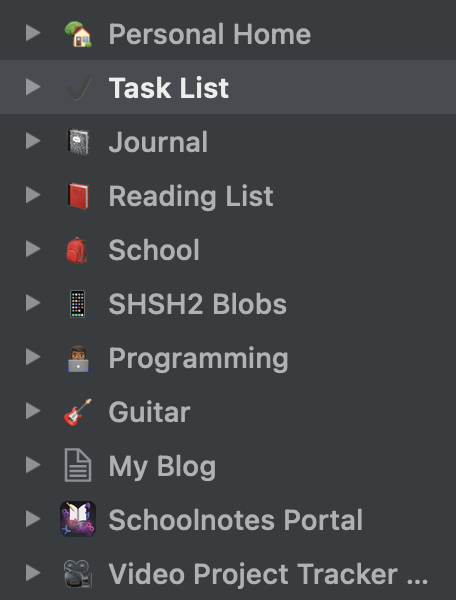 Personal Home
Task List
Journal
Reading List
School
SHSH2 Blobs
Programming
Guitar
My Blog
Schoolnotes Portal
Video Project Tracker ...